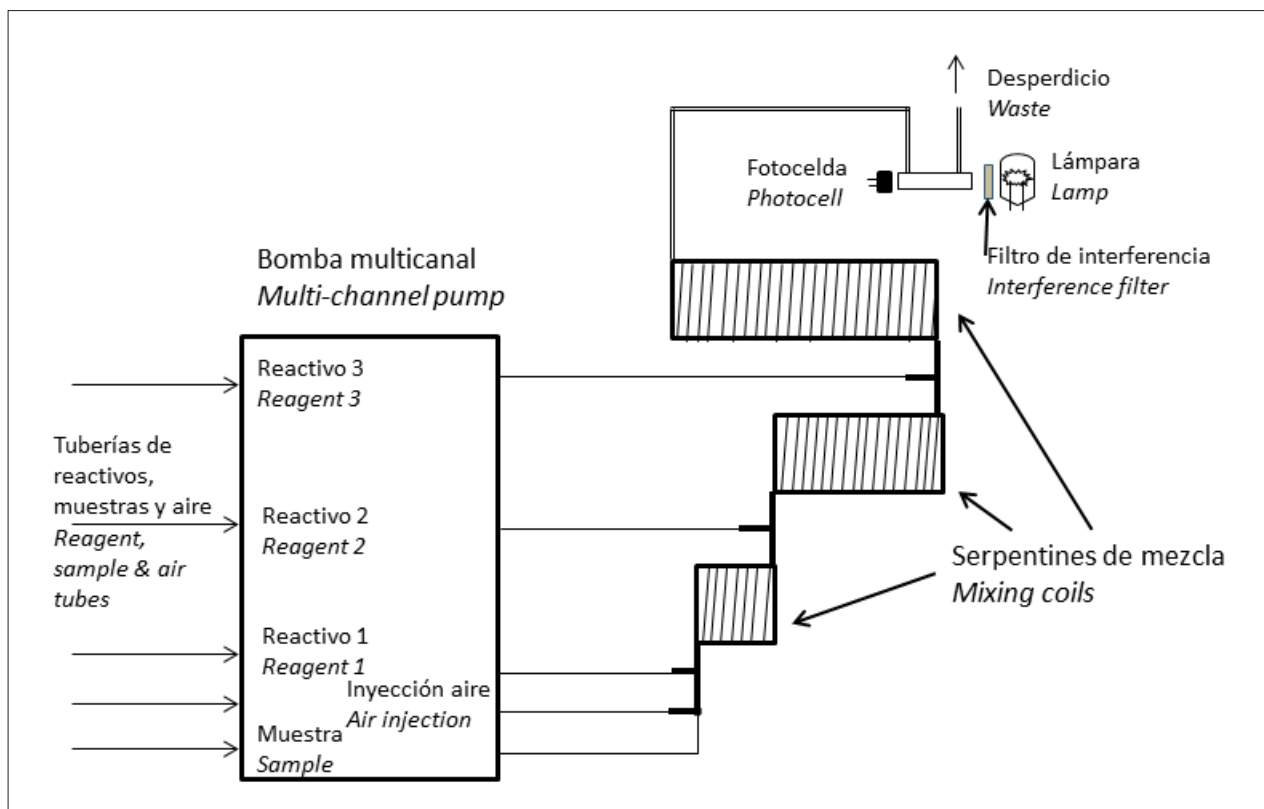 Desperdicio
Waste
Fotocelda
Photocell
Lámpara
Lamp
Filtro de interferencia
Interference filter
Bomba multicanal
Multi-channel pump
Reactivo 3
Reagent 3
Tuberías de
reactivos,
muestras y aire
Reagent,
sample & air
tubes
Reactivo 2
Reagent 2
Serpentines de mezcla
Mixing coils
Reactivo 1
Reagent 1
Inyección aire
Air injection
Muestra
Sample